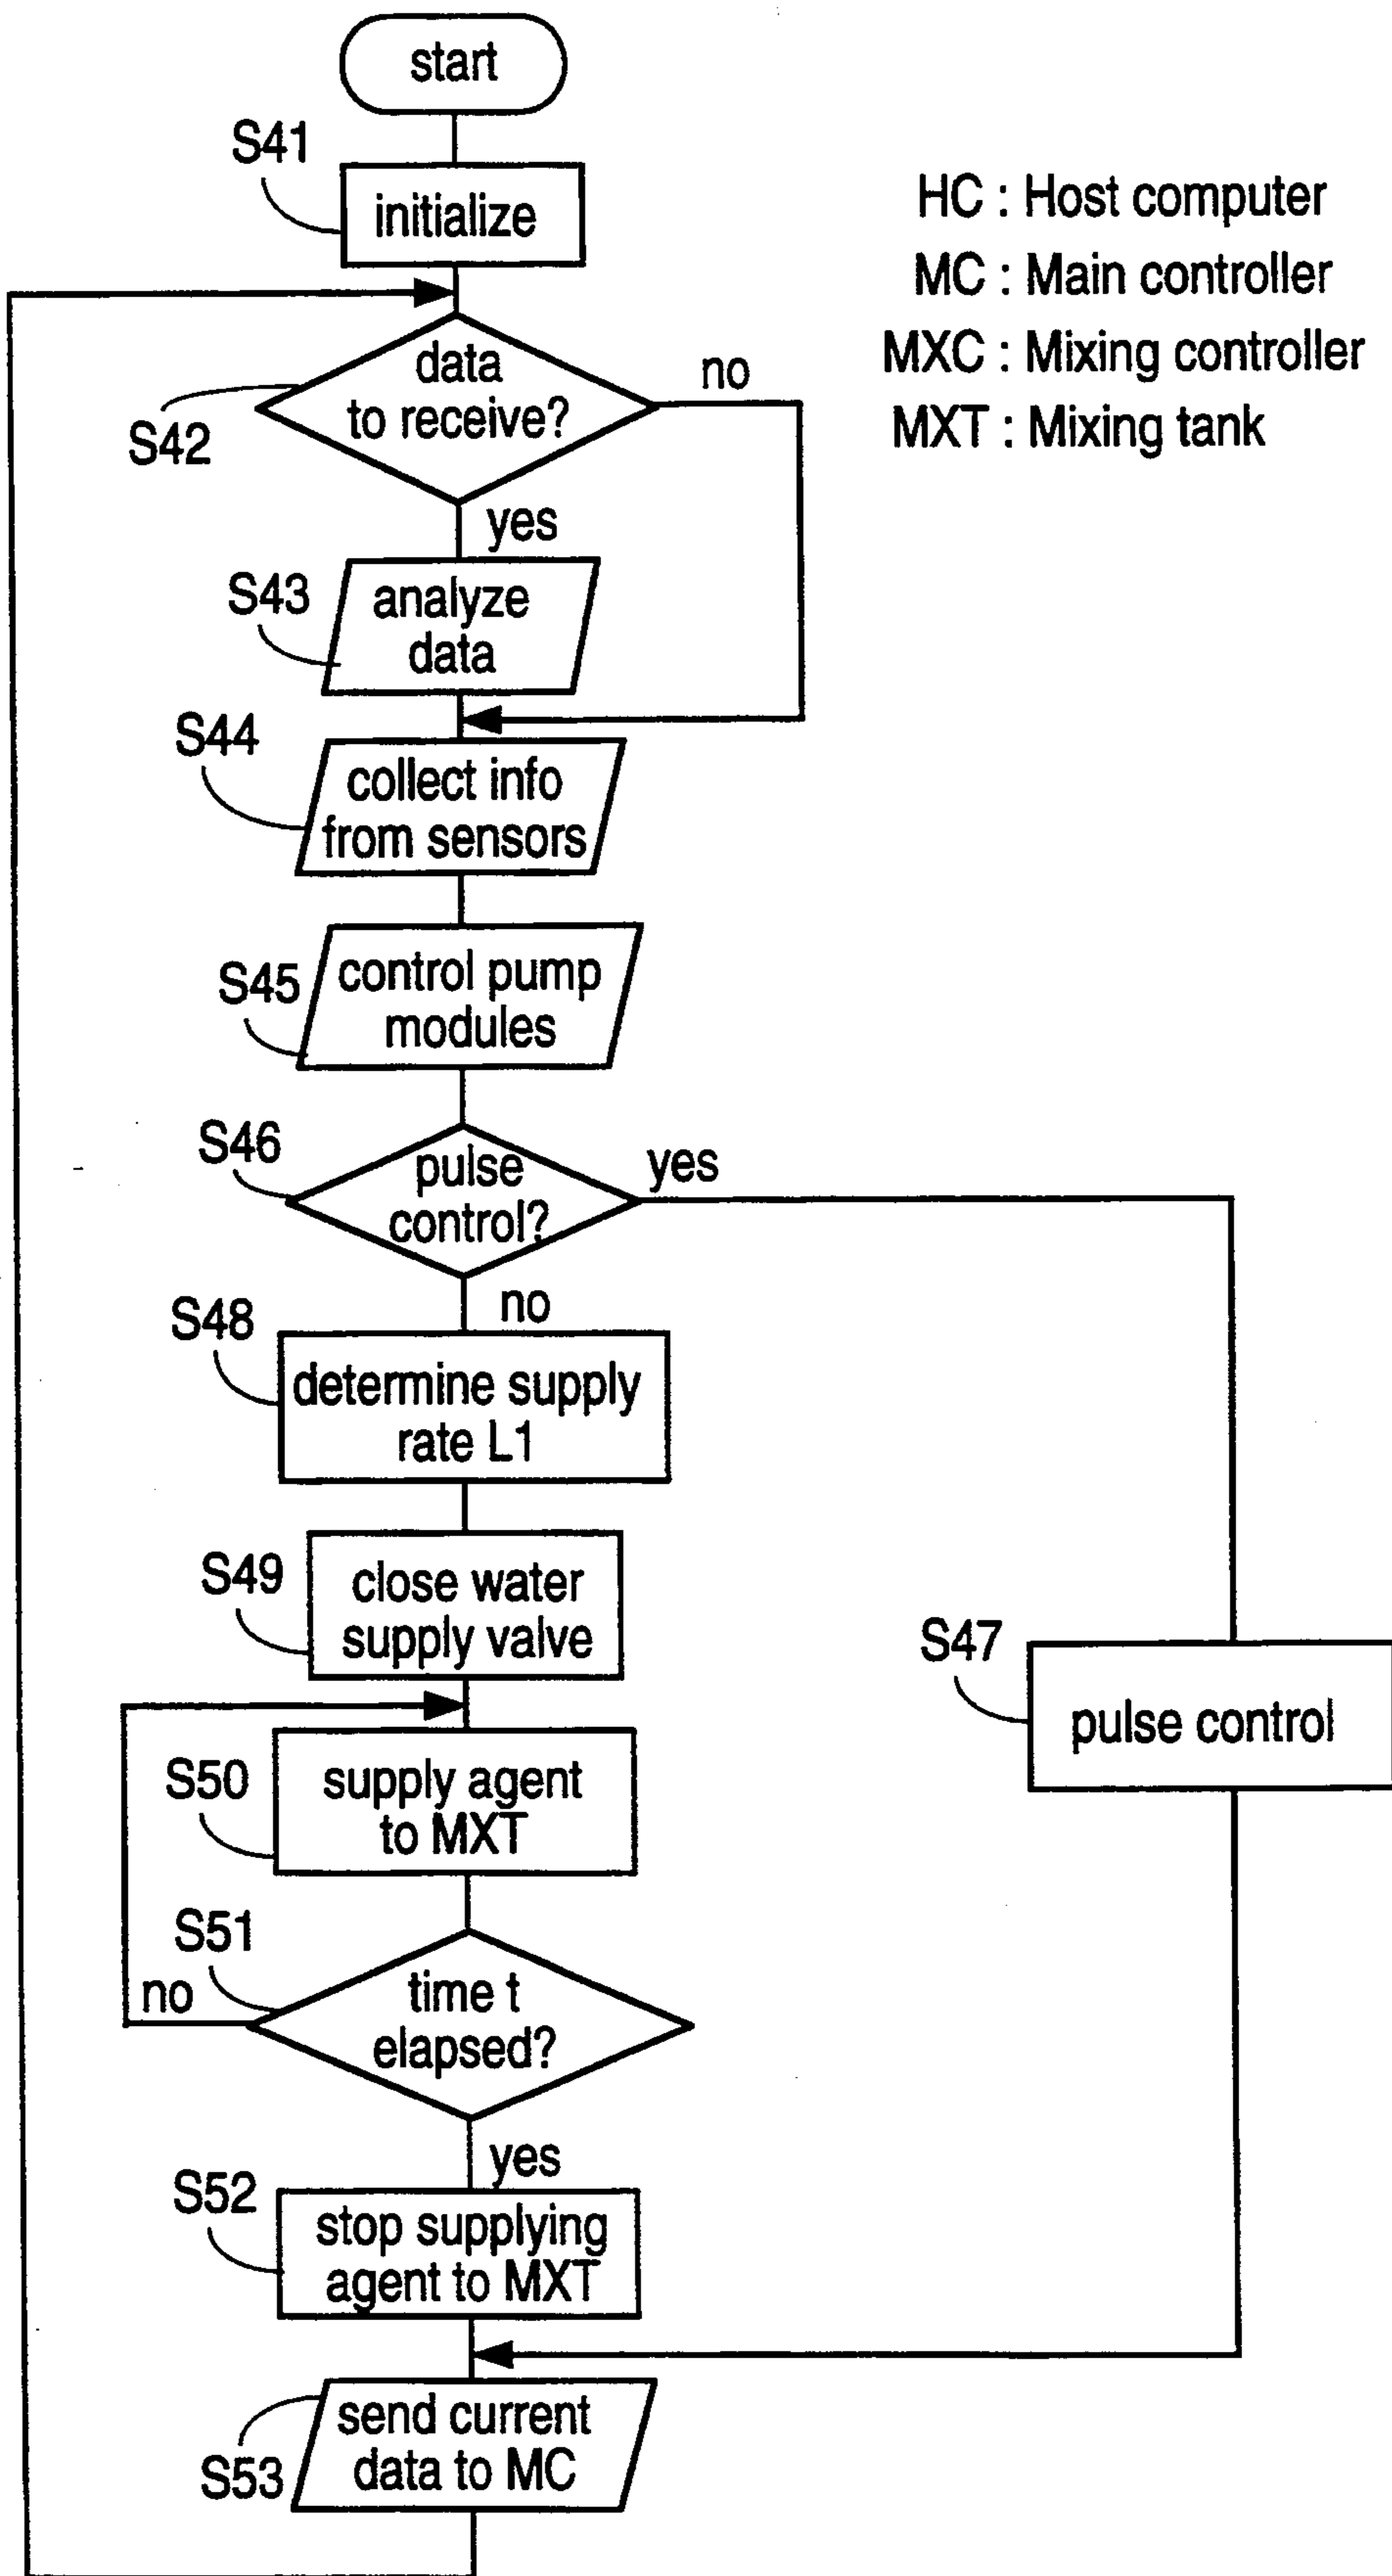 start
S41
initialize
HC : Host computer
MC : Main controller
MXC : Mixing controller
MXT : Mixing tank
data
to receive?
no
S42
yes
S43
analyze
data
S44
collect info
from sensors
S45
control pump
modules
S46
pulse
control?
yes
no
S48
determine supply
rate L1
S49
close water
supply valve
S47
pulse control
S50
supply agent
to MXT
S51
no
time t
elapsed?
yes
S52
stop supplying
agent to MXT
send current
data to MC
S53